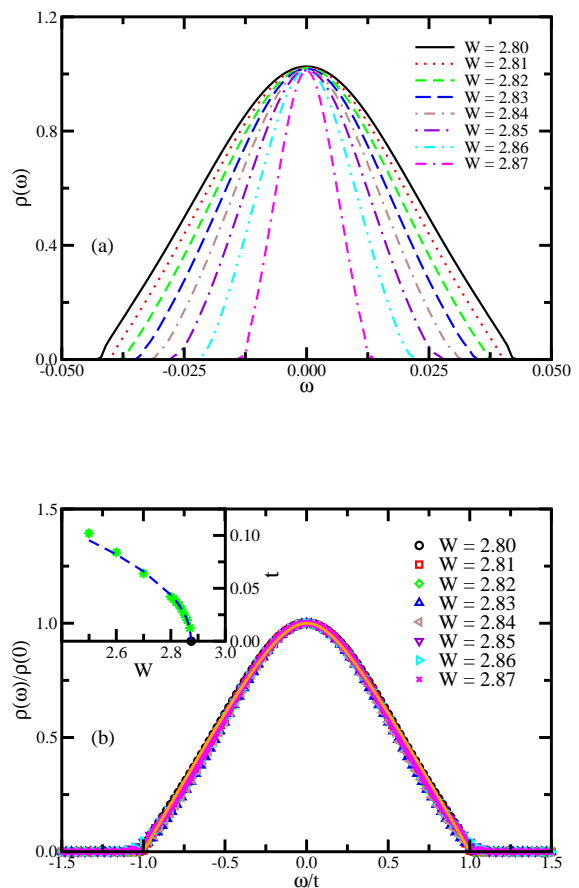 1.2
0.8
0.4
0.0
ρ(ω)
(a)
W = 2.80
W = 2.81
W = 2.82
W = 2.83
W = 2.84
W = 2.85
W = 2.86
W = 2.87
-0.050 -0.025 0.000 0.025 0.050
ω
1.5
1.0
0.5
0.0
ρ(ω)/ρ(0)
(b)
0.10
0.05
0.00
t
2.6 2.8 3.0
W
W = 2.80
W = 2.81
W = 2.82
W = 2.83
W = 2.84
W = 2.85
W = 2.86
W = 2.87
-1.5 -1.0 -0.5 0.0 0.5 1.0 1.5
ω/t